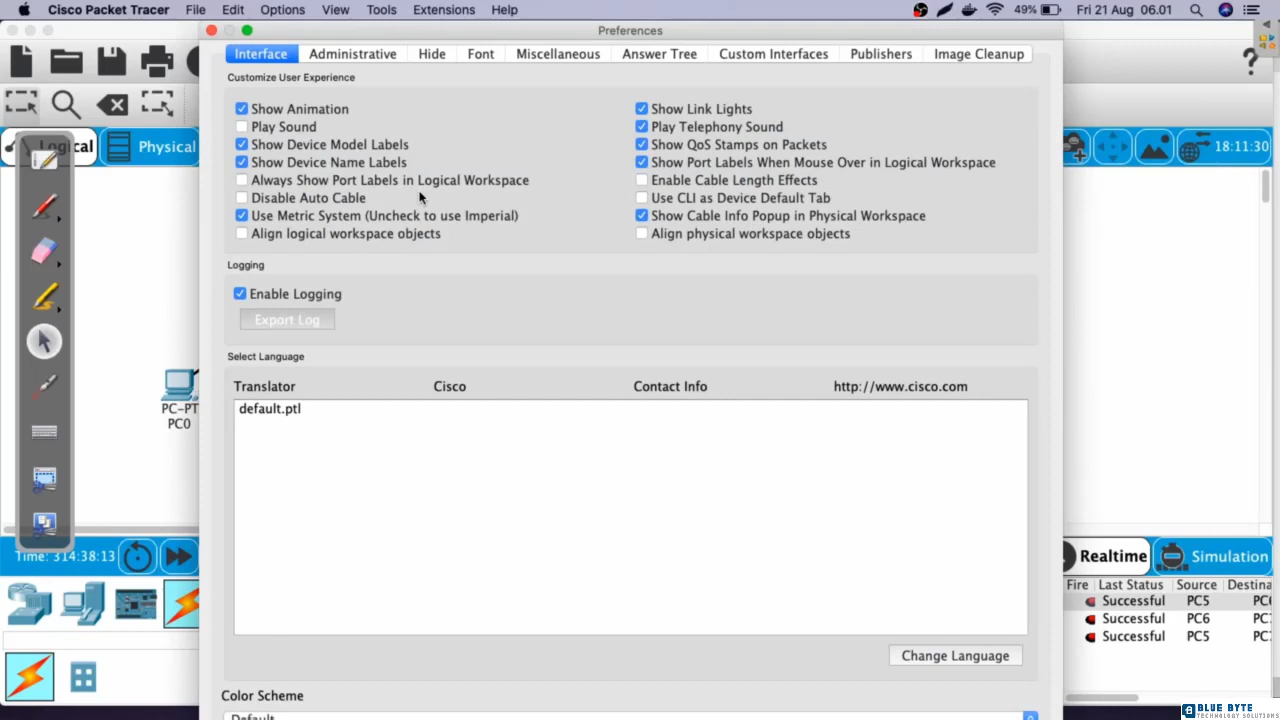 Cisco Packet Tracer File Edit Options View Tools Extensions Help 49% Fri 21 Aug 06.01
Preferences
Interface Administrative Hide Font Miscellaneous Answer Tree Custom Interfaces Publishers Image Cleanup
Customize User Experience
Show Animation
Play Sound
Show Device Model Labels
Show Device Name Labels
Always Show Port Labels in Logical Workspace
Disable Auto Cable
Use Metric System (Uncheck to use Imperial)
Align logical workspace objects
Show Link Lights
Play Telephony Sound
Show QoS Stamps on Packets
Show Port Labels When Mouse Over in Logical Workspace
Enable Cable Length Effects
Use CLI as Device Default Tab
Show Cable Info Popup in Physical Workspace
Align physical workspace objects
Logical Physical
18:11:30
Logging
Enable Logging
Export Log
Select Language
Translator Cisco Contact Info http://www.cisco.com
default.ptl
PC-PT
PC0
Change Language
Color Scheme
Default
Time: 314:38:13
Realtime Simulation
Fire Last Status Source Destina
Successful PC5
Successful PC6
Successful PC5
BLUE BYTE
TECHNOLOGY SOLUTIONS